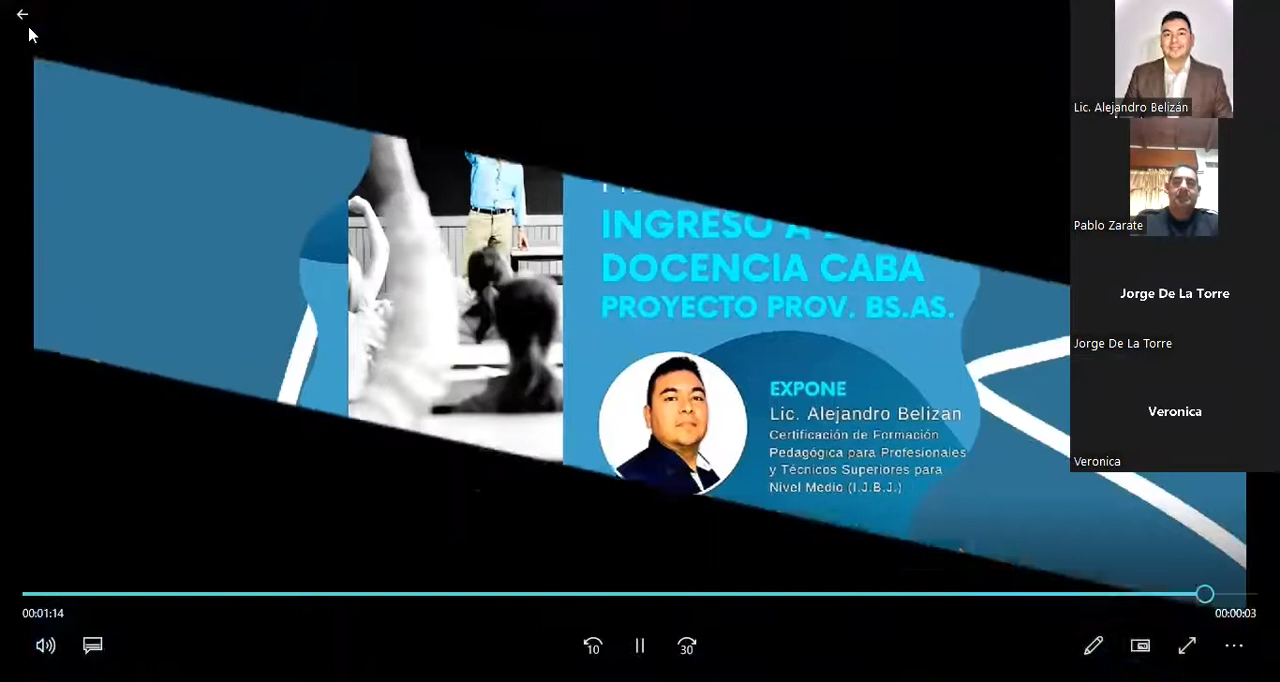 INGRESO A
DOCENCIA CABA
PROYECTO PROV. BS.AS.
EXPONE
Lic. Alejandro Belizan
Certificación de Formación
Pedagógica para Profesionales
y Técnicos Superiores para
Nivel Medio (I.J.B.J.)
Lic. Alejandro Belizán
Pablo Zarate
Jorge De La Torre
Jorge De La Torre
Veronica
Veronica
00:01:14
00:00:03
10
30